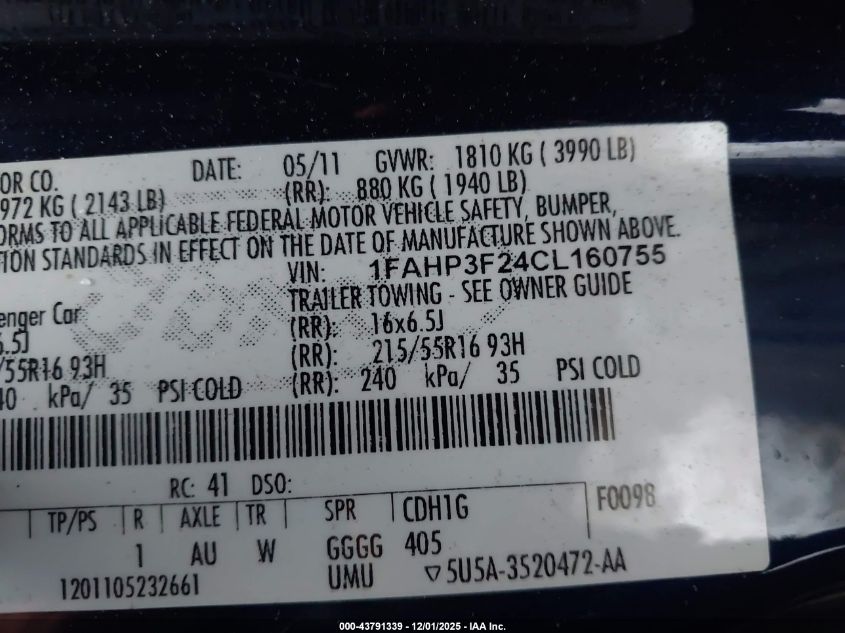 DATE: 05/11 GVWR: 1810 KG ( 3990 LB)
OR CO. (RR): 880 KG ( 1940 LB)
972 KG ( 2143 LB)
ORMS TO ALL APPLICABLE FEDERAL MOTOR VEHICLE SAFETY, BUMPER,
TION STANDARDS IN EFFECT ON THE DATE OF MANUFACTURE SHOWN ABOVE.
VIN: 1FAHP3F24CL160755
TRAILER TOWING - SEE OWNER GUIDE
enger Car (RR): 16x6.5J
6.5J (RR): 215/55R16 93H
/55R16 93H (RR): 240 kPa/ 35 PSI COLD
40 kPa/ 35 PSI COLD
RC: 41 DSO:
TP/PS R AXLE TR SPR CDH1G F0098
1 AU W GGGG 405
UMU ▽5U5A-3520472-AA
1201105232661
000-43791339 - 12/01/2025 - IAA Inc.